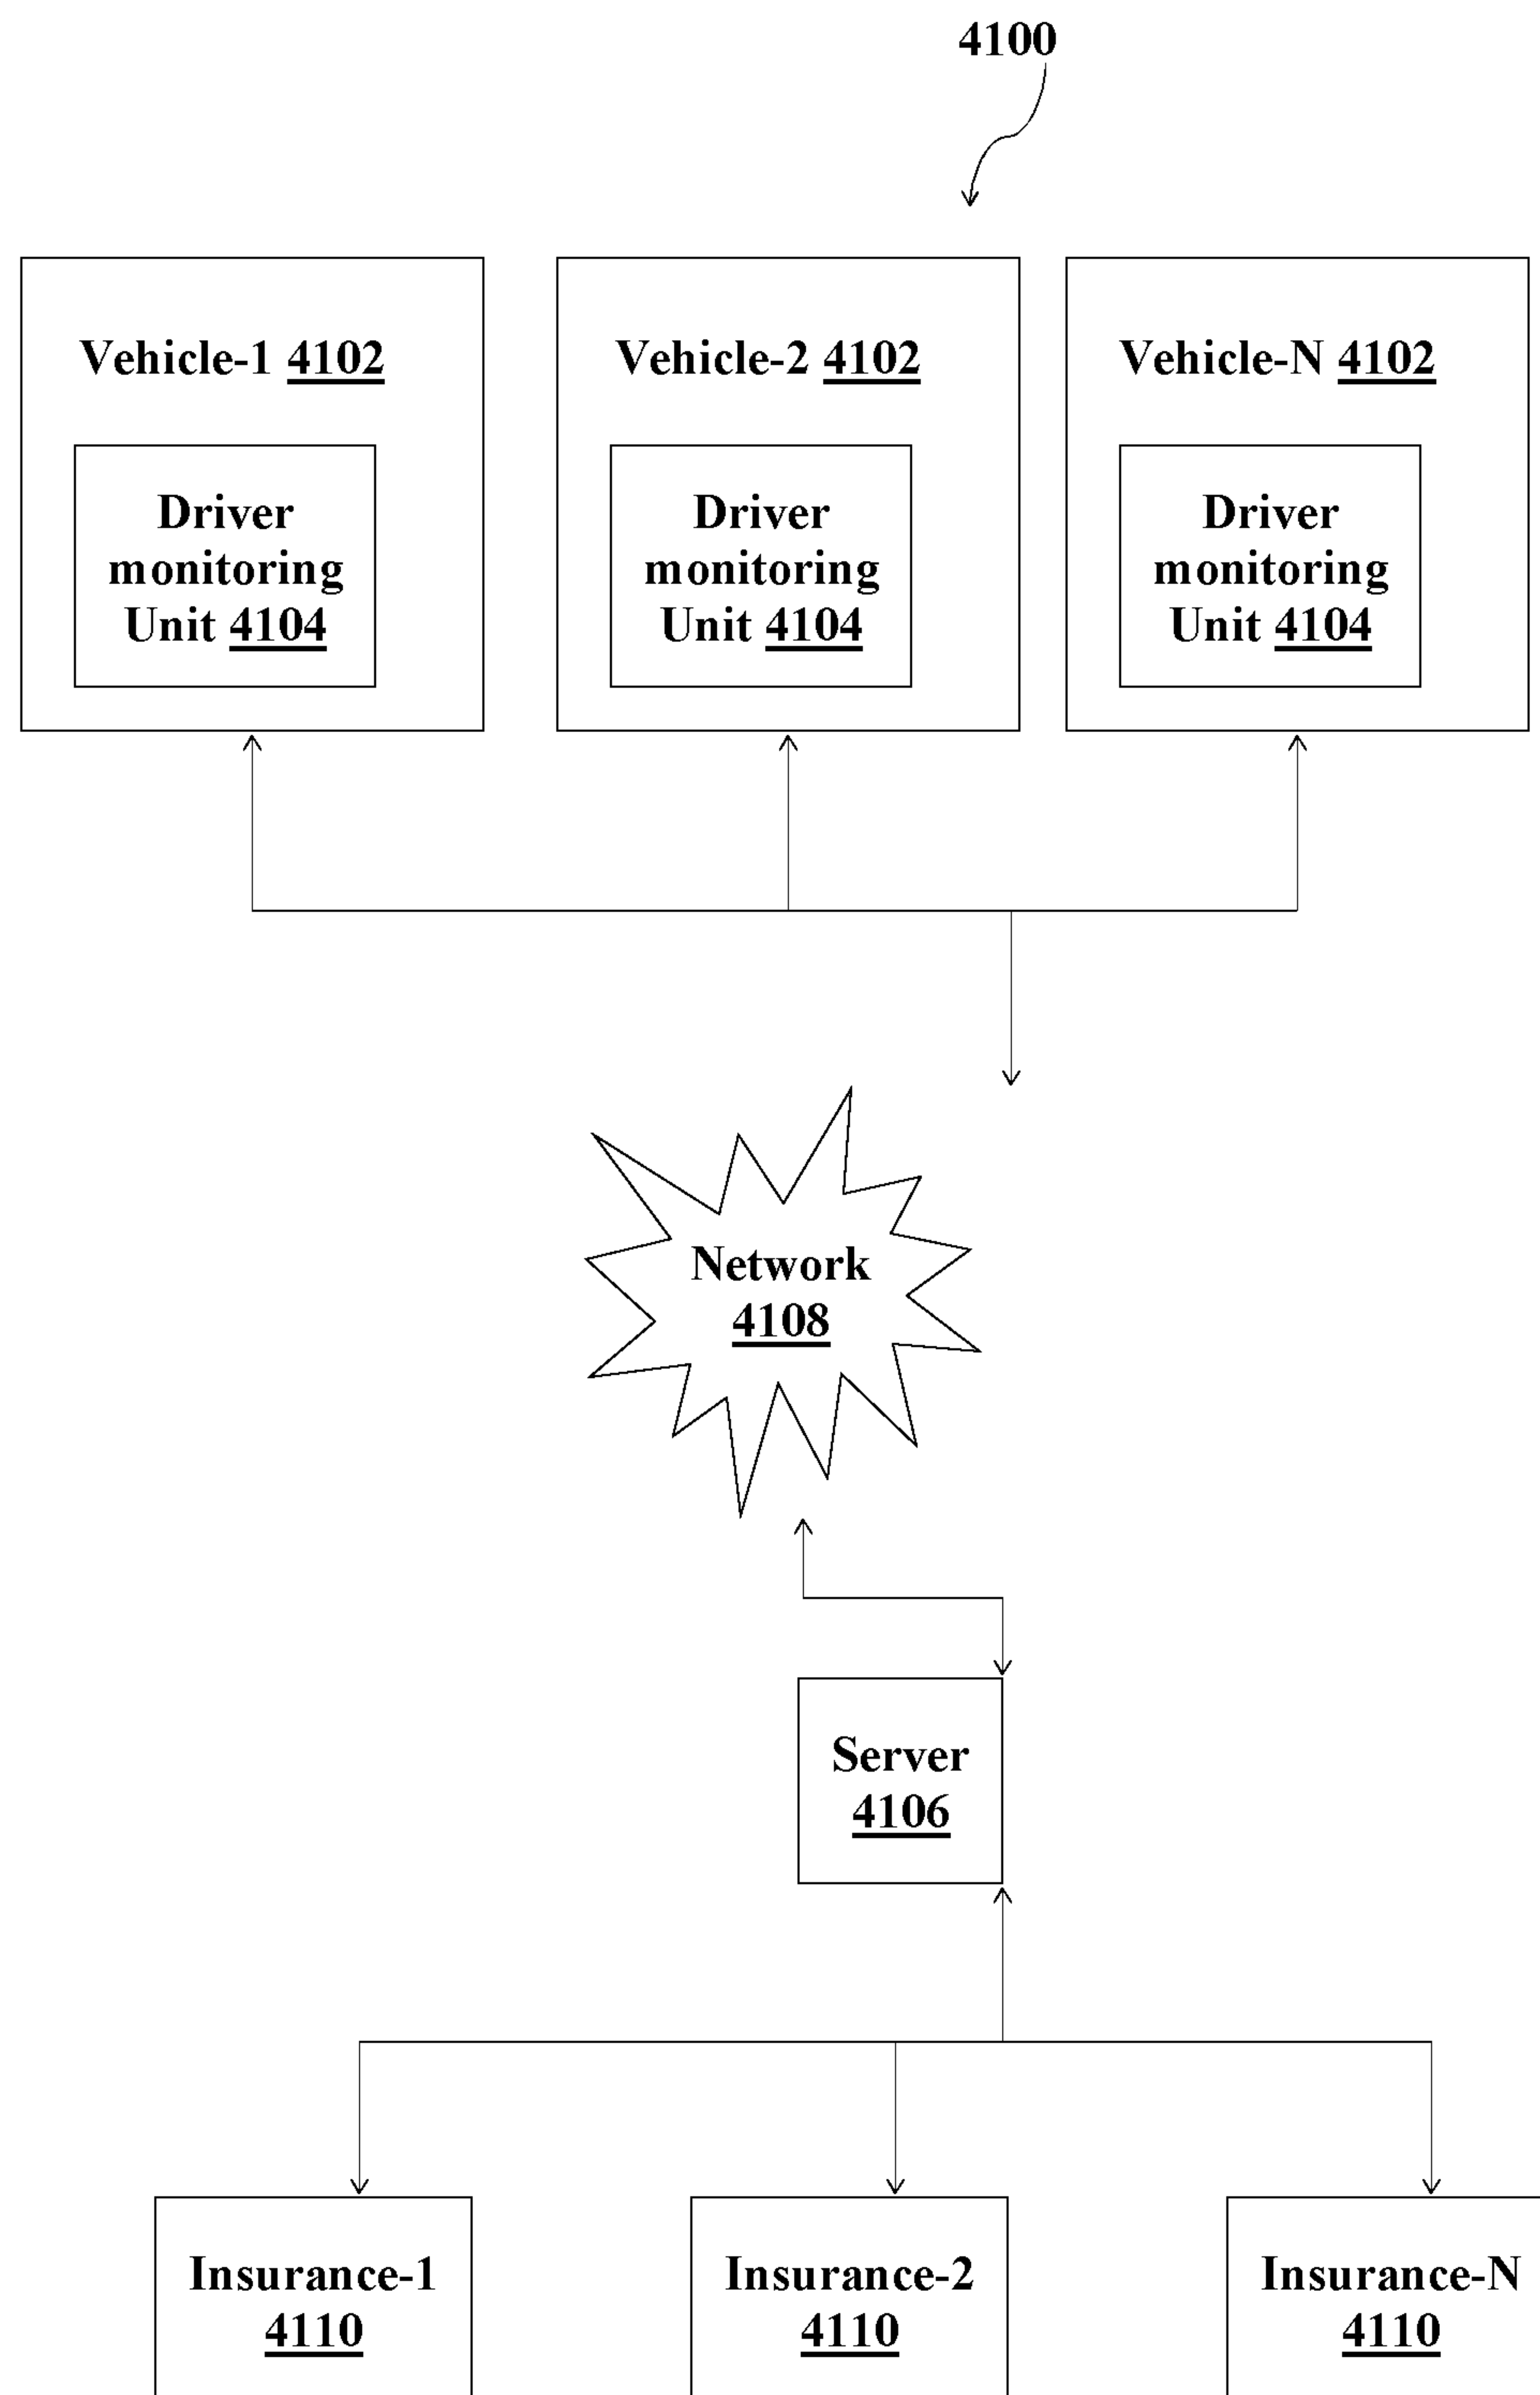 4100
Vehicle-1 4102
Vehicle-2 4102
Vehicle-N 4102
Driver
monitoring
Unit 4104
Driver
monitoring
Unit 4104
Driver
monitoring
Unit 4104
Network
4108
Server
4106
Insurance-1
4110
Insurance-2
4110
Insurance-N
4110